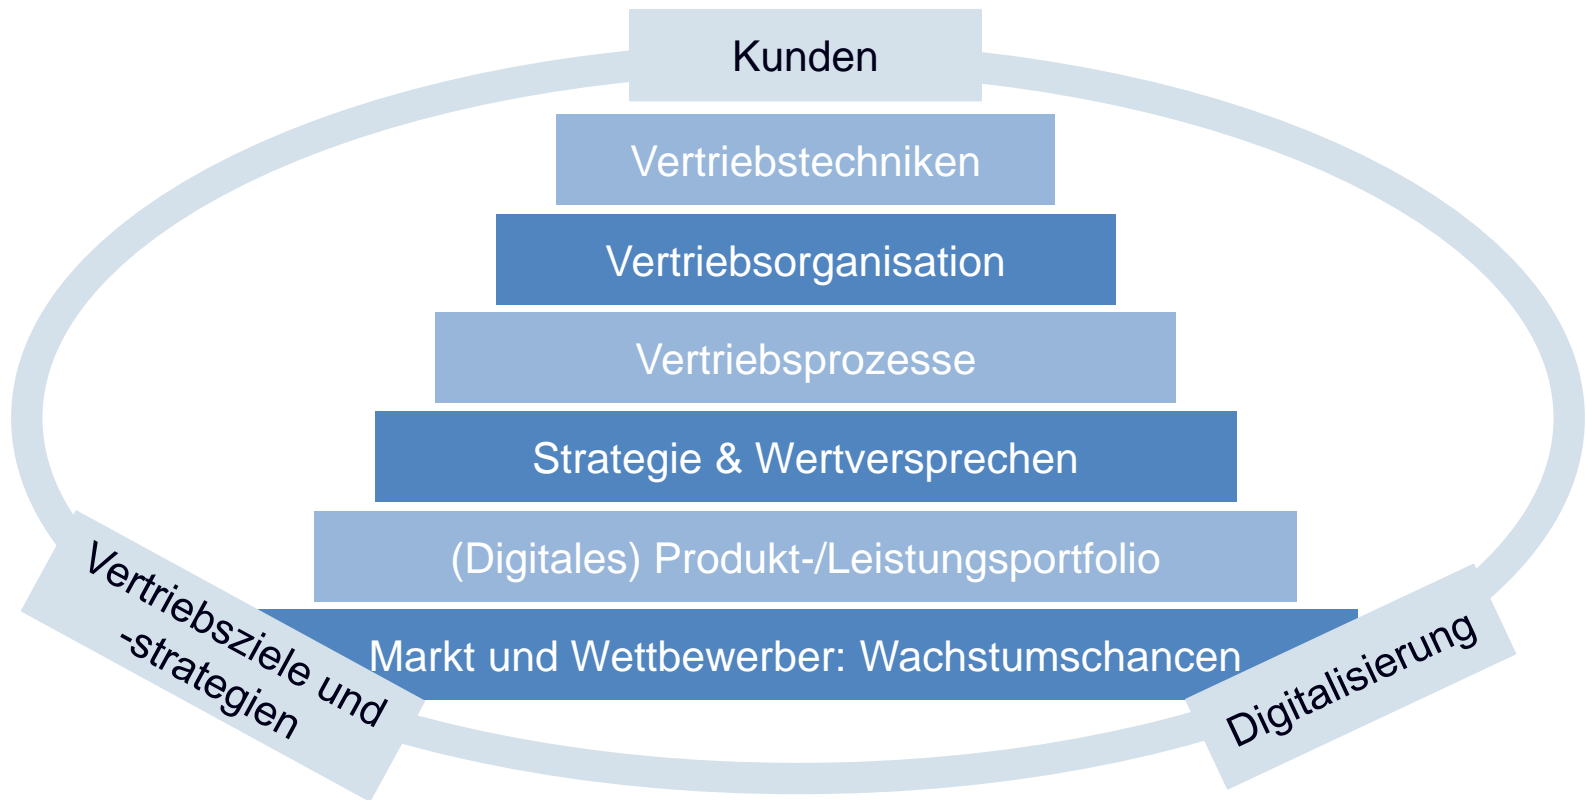 Kunden
Vertriebstechniken
Vertriebsorganisation
Vertriebsprozesse
Strategie & Wertversprechen
(Digitales) Produkt-/Leistungsportfolio
Markt und Wettbewerber: Wachstumschancen
Vertriebsziele und
-strategien
Digitalisierung